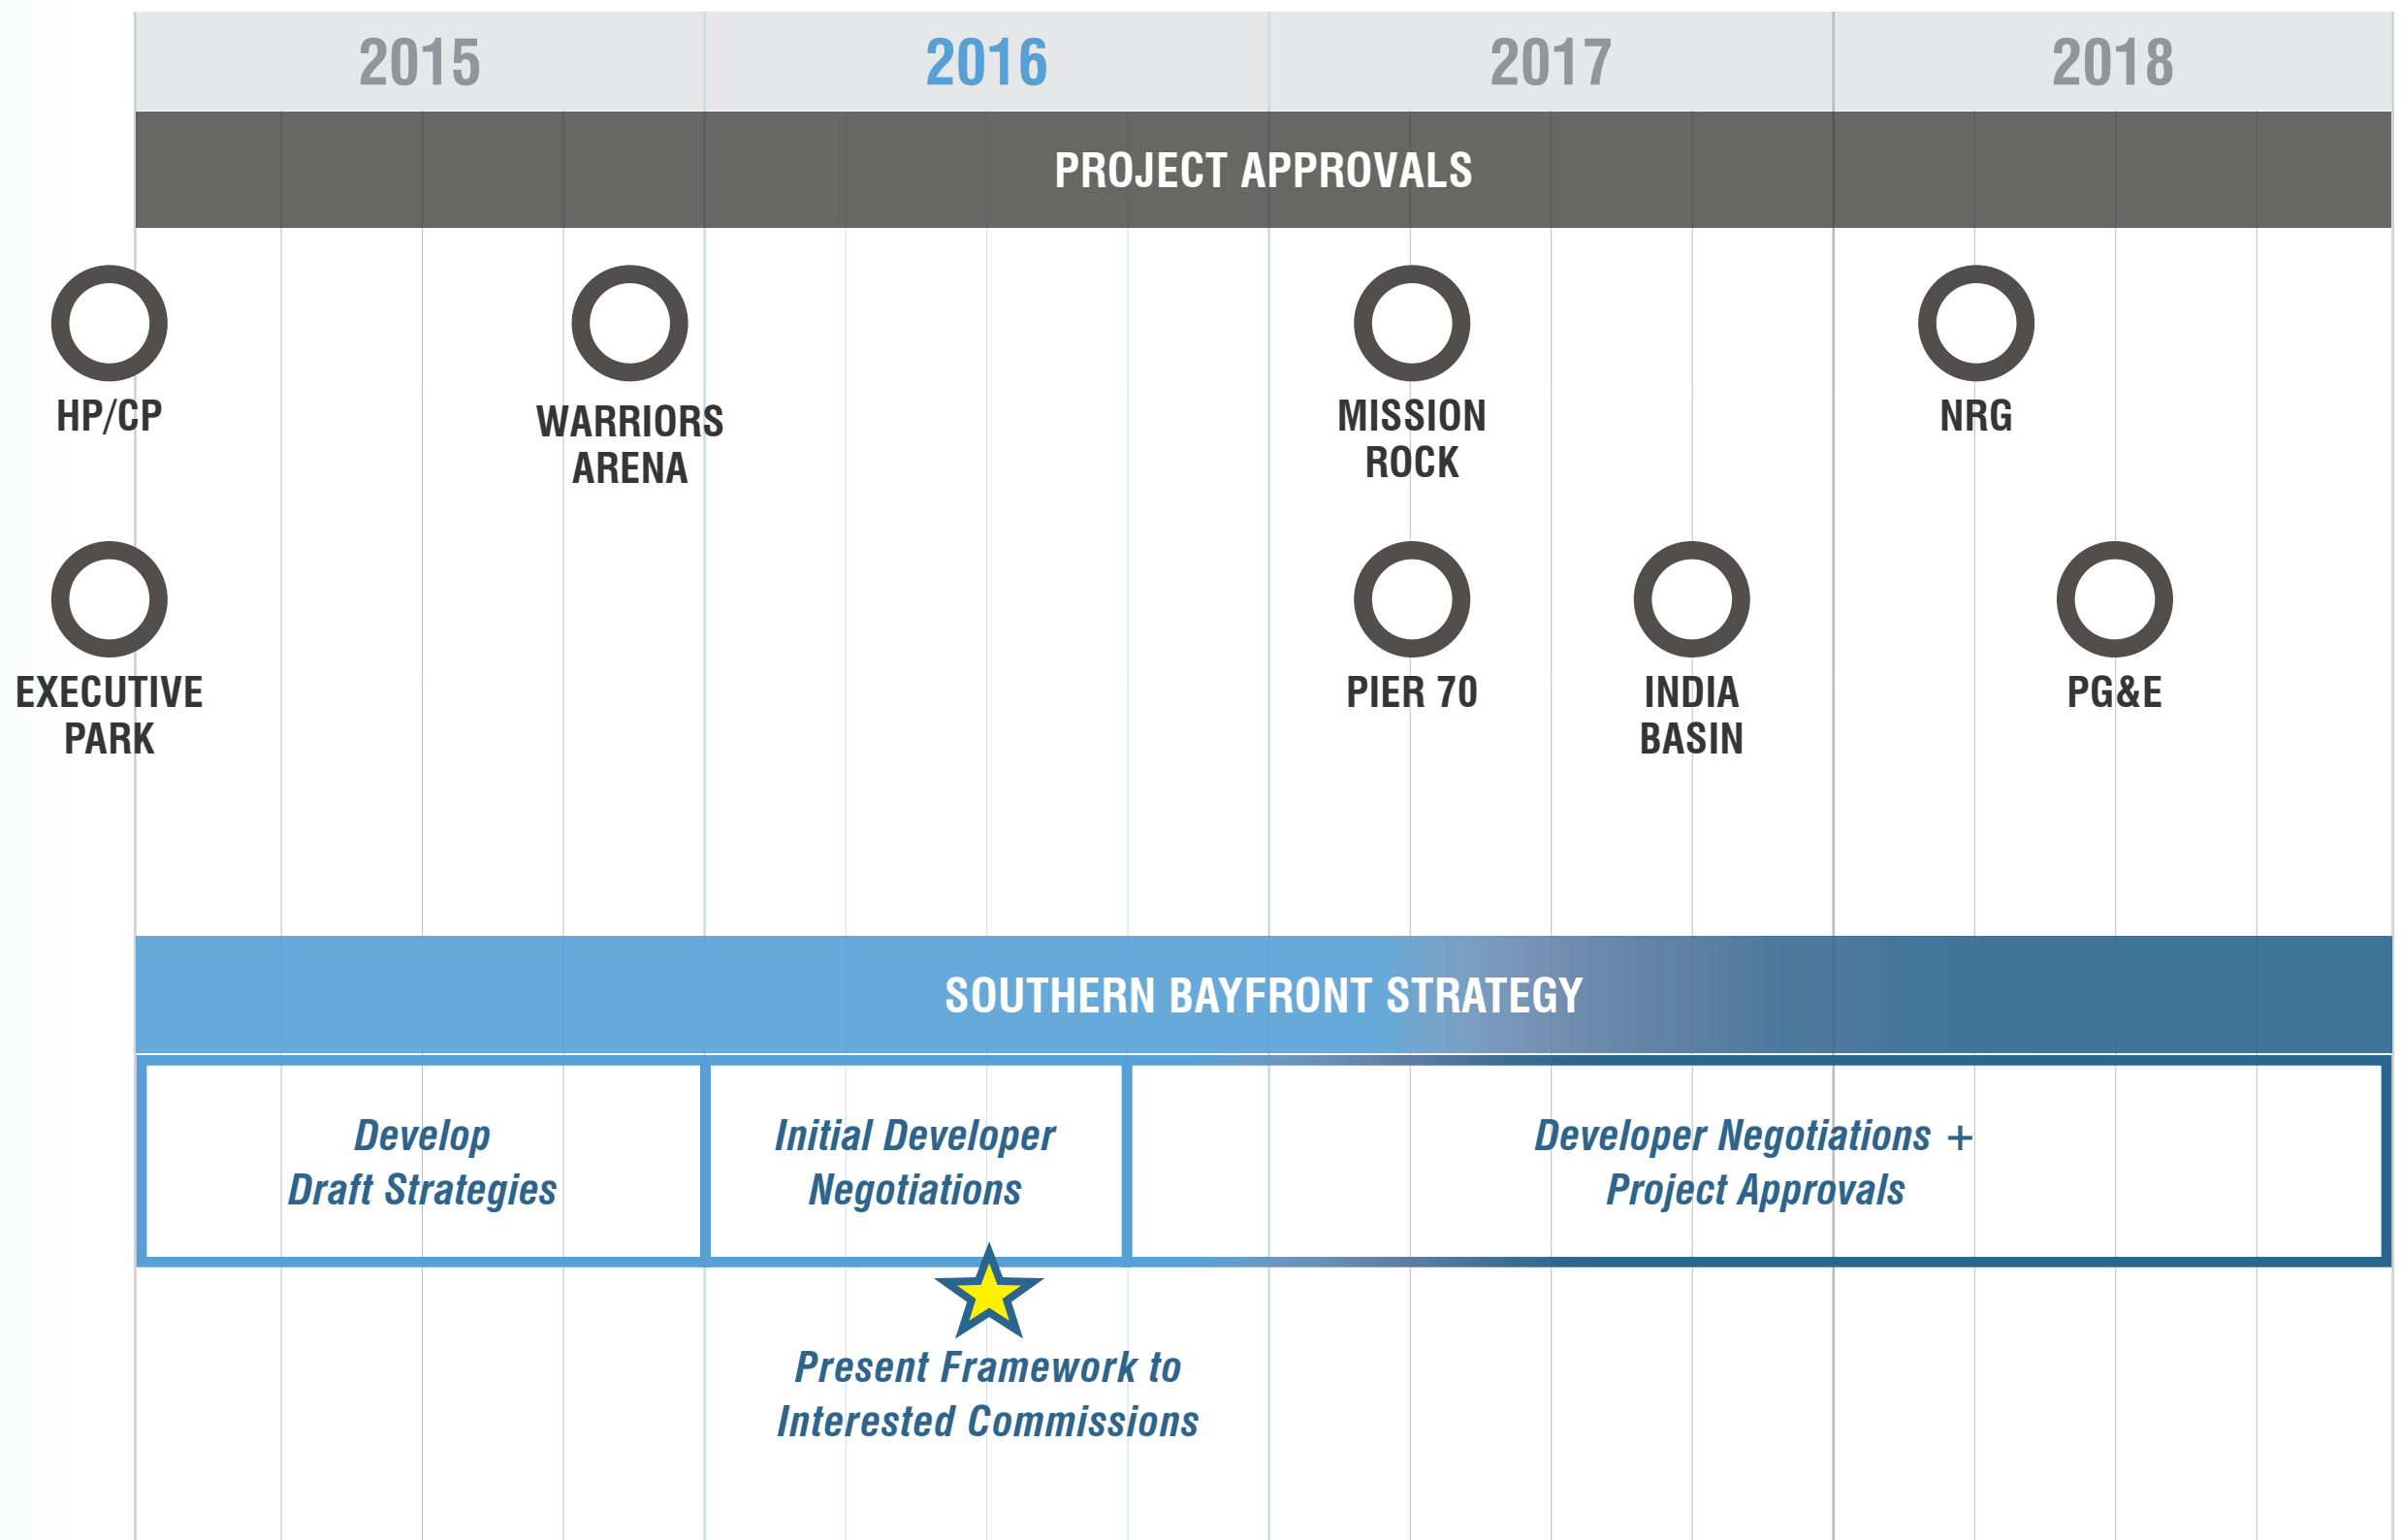 2015 2016 2017 2018
PROJECT APPROVALS
HP/CP
WARRIORS
ARENA
MISSION
ROCK
NRG
EXECUTIVE
PARK
PIER 70
INDIA
BASIN
PG&E
SOUTHERN BAYFRONT STRATEGY
Develop
Draft Strategies
Initial Developer
Negotiations
Developer Negotiations +
Project Approvals
Present Framework to
Interested Commissions